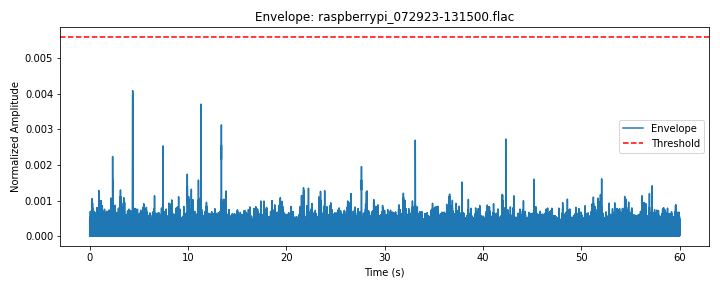 Envelope: raspberrypi_072923-131500.flac
Normalized Amplitude
0.005
0.004
0.003
0.002
0.001
0.000
Envelope
Threshold
0
10
20
30
40
50
60
Time (s)